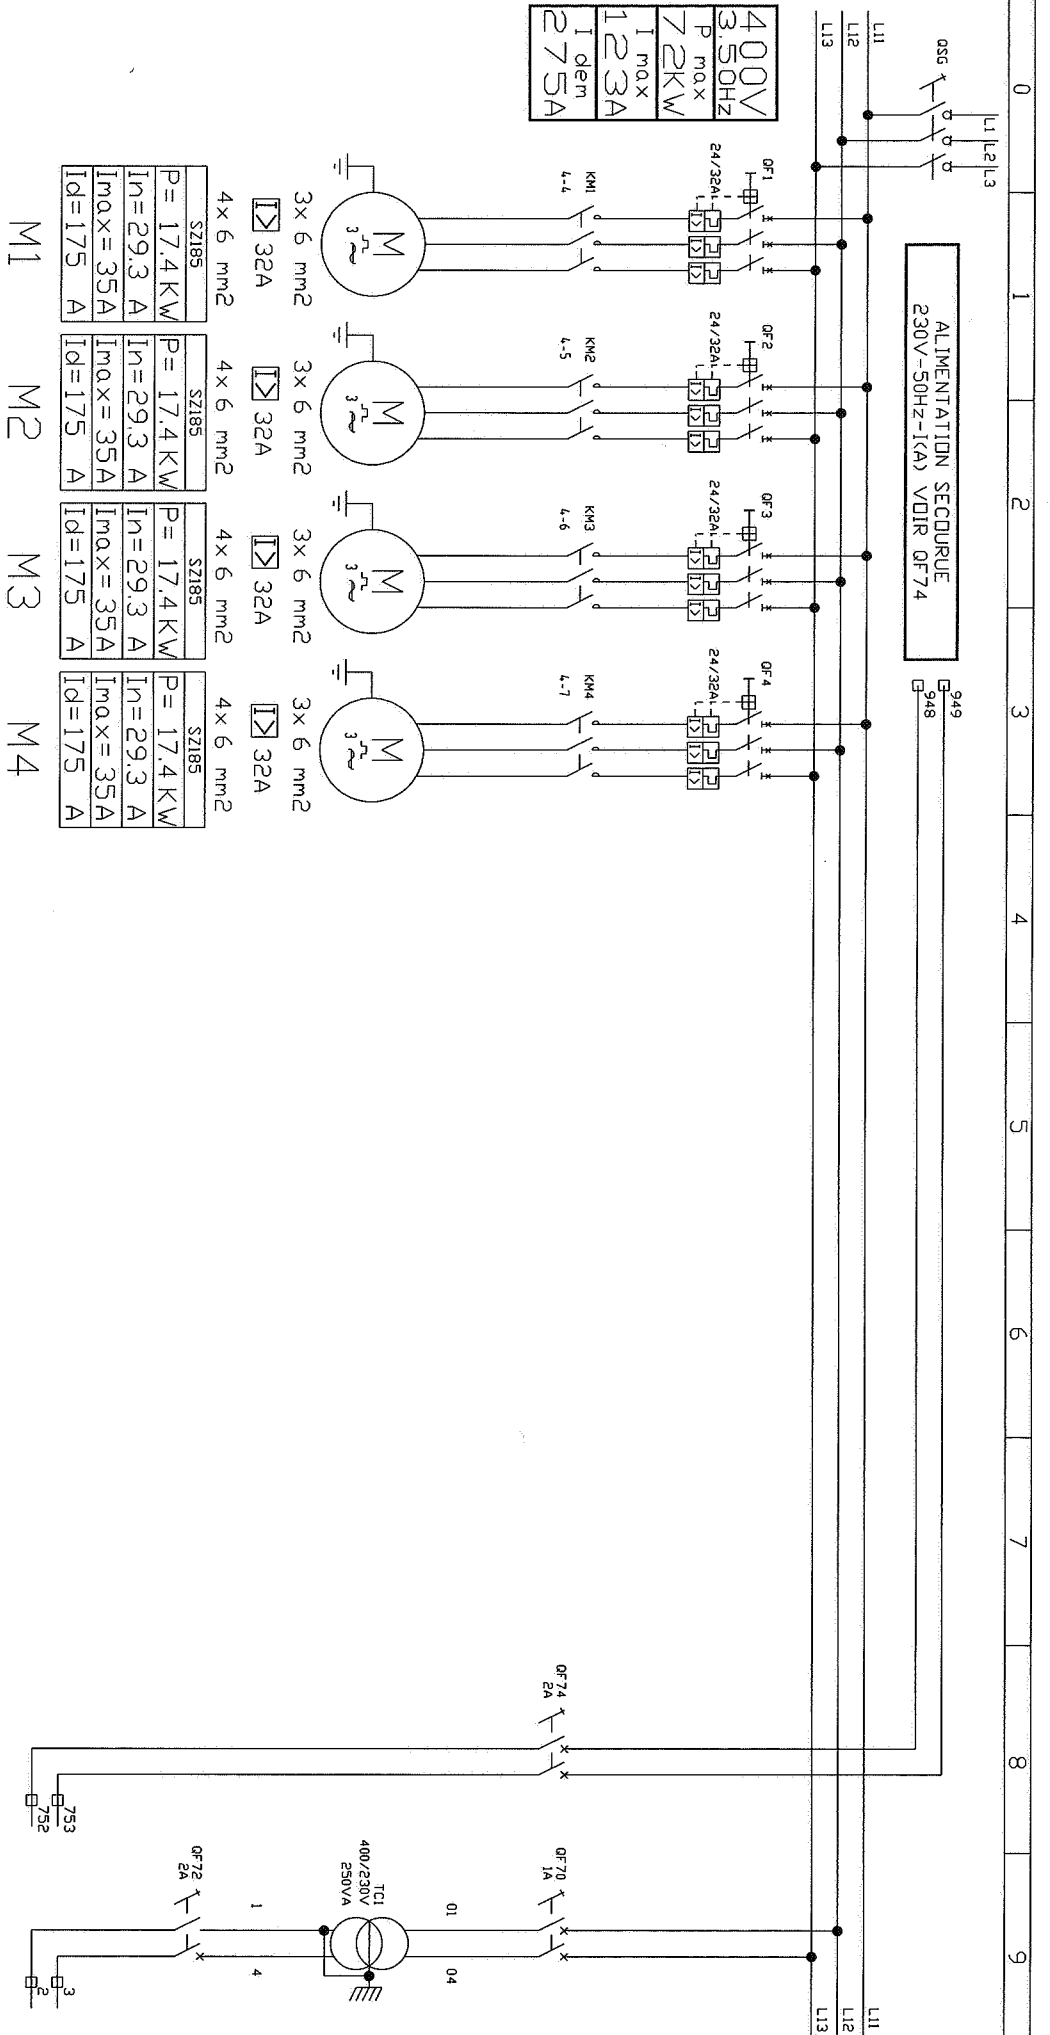 0 1 2 3 4 5 6 7 8 9
L1 L2 L3
QSG
ALIMENTATION SECOURUE
230V-50Hz-I(A) VOIR QF74
949
948
L11
L12
L13
L11
L12
L13
400V
3.50Hz
P max
72KW
I max
123A
I dem
275A
QF1
24/32A
QF2
24/32A
QF3
24/32A
QF4
24/32A
QF74
2A
QF70
1A
KM1
4-4
KM2
4-5
KM3
4-6
KM4
4-7
01
04
M
3
M
3
M
3
M
3
TC1
400/230V
250VA
3x 6 mm2
I> 32A
4x 6 mm2
3x 6 mm2
I> 32A
4x 6 mm2
3x 6 mm2
I> 32A
4x 6 mm2
3x 6 mm2
I> 32A
4x 6 mm2
1
4
QF72
2A
SZ185
P= 17.4 KW
In=29.3 A
Imax=35A
Id=175 A
SZ185
P= 17.4 KW
In=29.3 A
Imax=35A
Id=175 A
SZ185
P= 17.4 KW
In=29.3 A
Imax=35A
Id=175 A
SZ185
P= 17.4 KW
In=29.3 A
Imax=35A
Id=175 A
753
752
3
2
M1 M2 M3 M4